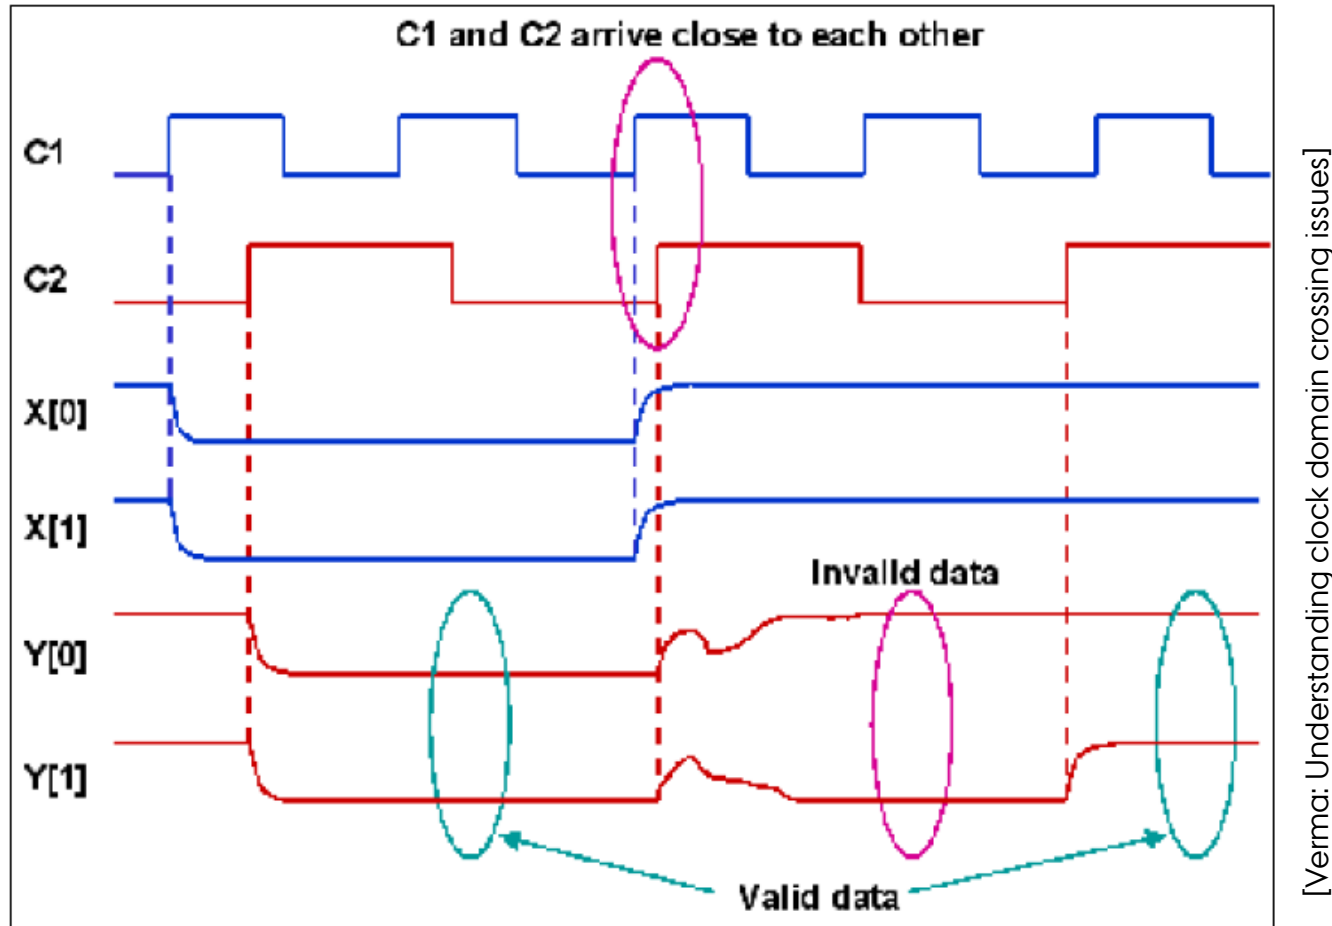 C1 and C2 arrive close to each other
C1
C2
X[0]
X[1]
Invalid data
Y[0]
Y[1]
Valid data
[Verma: Understanding clock domain crossing issues]